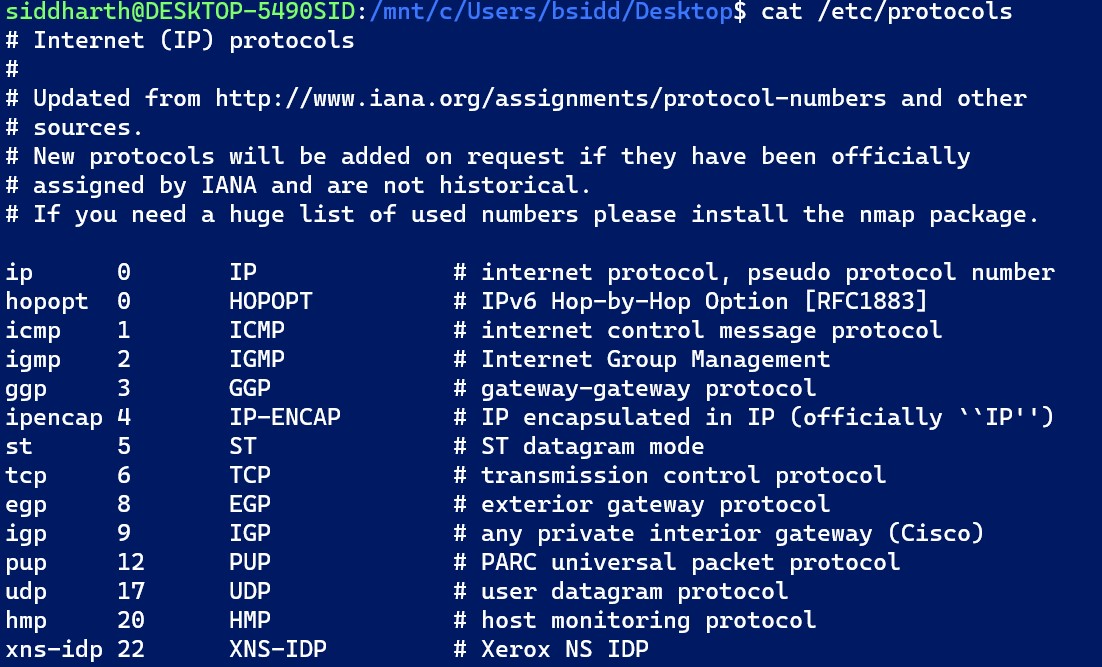 siddharth@DESKTOP-5490SID:/mnt/c/Users/bsidd/Desktop$ cat /etc/protocols
# Internet (IP) protocols
#
# Updated from http://www.iana.org/assignments/protocol-numbers and other
# sources.
# New protocols will be added on request if they have been officially
# assigned by IANA and are not historical.
# If you need a huge list of used numbers please install the nmap package.

ip      0       IP              # internet protocol, pseudo protocol number
hopopt  0       HOPOPT          # IPv6 Hop-by-Hop Option [RFC1883]
icmp    1       ICMP            # internet control message protocol
igmp    2       IGMP            # Internet Group Management
ggp     3       GGP             # gateway-gateway protocol
ipencap 4       IP-ENCAP        # IP encapsulated in IP (officially ``IP'')
st      5       ST              # ST datagram mode
tcp     6       TCP             # transmission control protocol
egp     8       EGP             # exterior gateway protocol
igp     9       IGP             # any private interior gateway (Cisco)
pup     12      PUP             # PARC universal packet protocol
udp     17      UDP             # user datagram protocol
hmp     20      HMP             # host monitoring protocol
xns-idp 22      XNS-IDP         # Xerox NS IDP